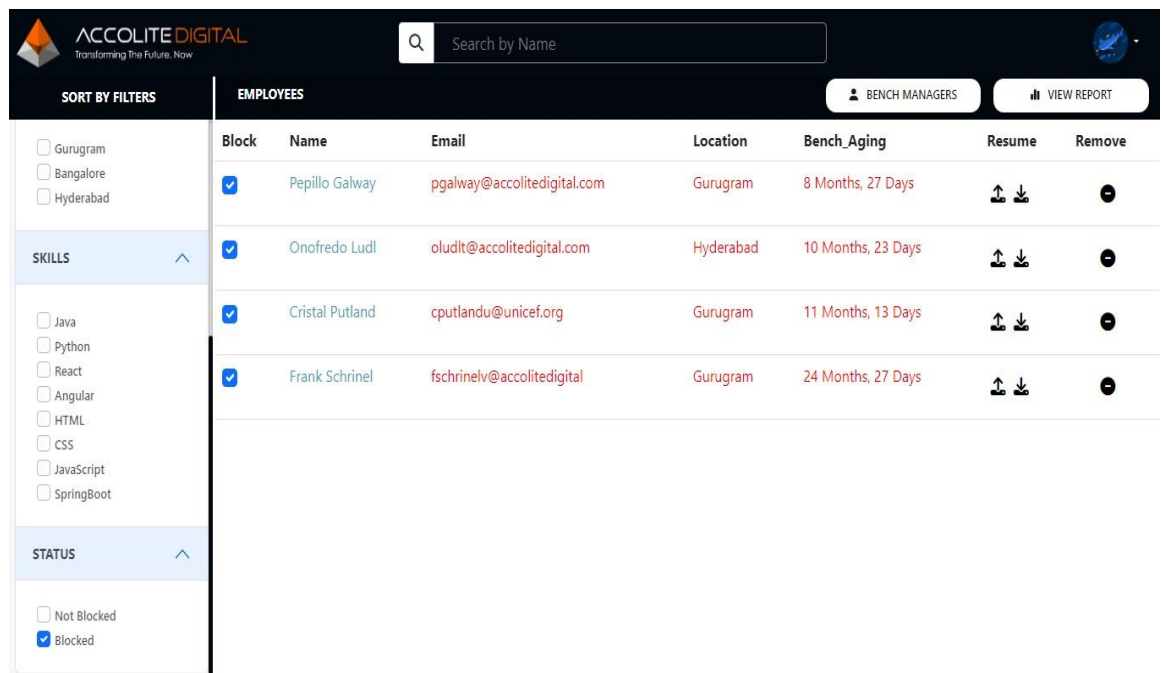 ACCOLITE DIGITAL
Transforming The Future, Now
Search by Name
SORT BY FILTERS
EMPLOYEES
BENCH MANAGERS
VIEW REPORT
Gurugram
Bangalore
Hyderabad
SKILLS
Java
Python
React
Angular
HTML
CSS
JavaScript
SpringBoot
STATUS
Not Blocked
Blocked
Block Name Email Location Bench_Aging Resume Remove
Pepillo Galway pgalway@accolitedigital.com Gurugram 8 Months, 27 Days
Onofredo Ludl oludlt@accolitedigital.com Hyderabad 10 Months, 23 Days
Cristal Putland cputlandu@unicef.org Gurugram 11 Months, 13 Days
Frank Schrinel fschrinelv@accolitedigital Gurugram 24 Months, 27 Days